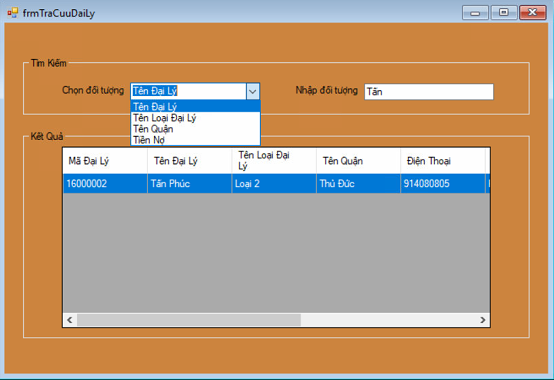 frmTraCuuDaiLy
Tìm Kiếm
Chọn đối tượng Tên Đại Lý Nhập đối tượng Tấn
Tên Đại Lý
Tên Loại Đại Lý
Tên Quận
Tiền Nợ
Kết Quả
Mã Đại Lý Tên Đại Lý Tên Loại Đại Lý Tên Quận Điện Thoại
16000002 Tấn Phúc Loại 2 Thủ Đức 914080805